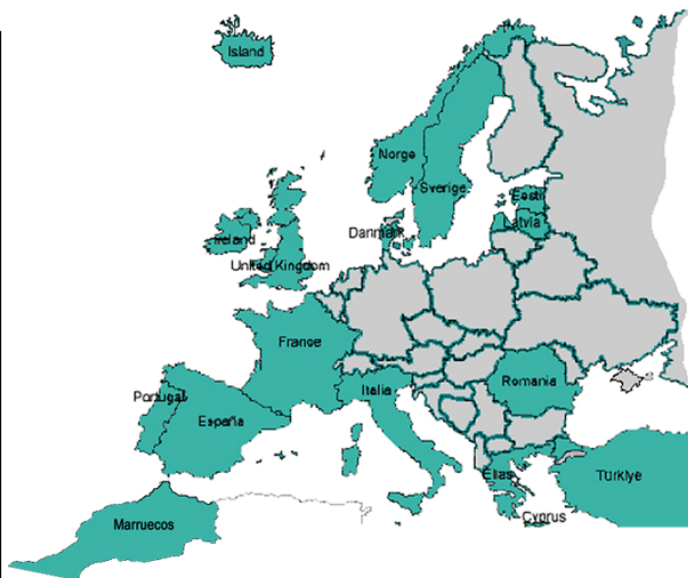 Island
Norge
Sverige
Eesti
Latvia
Danmark
Ireland
United Kingdom
France
Italia
Romania
Portugal
España
Ellas
Türkiye
Cyprus
Marruecos